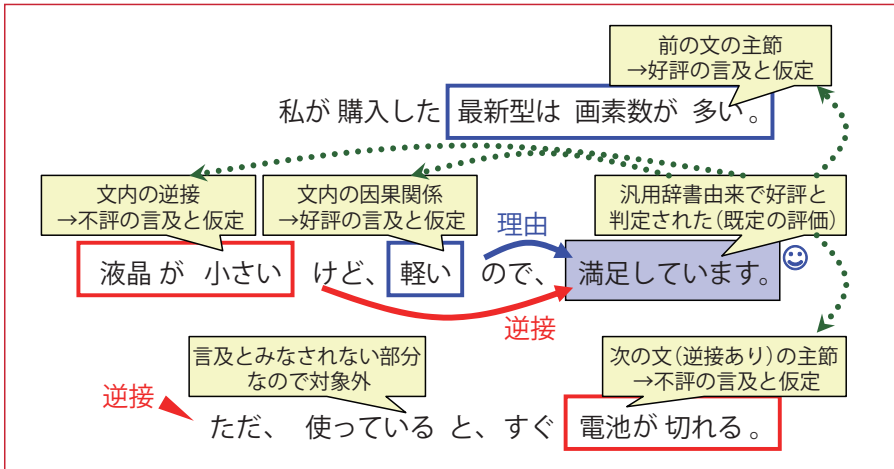 前の文の主節
→好評の言及と仮定
私が 購入した 最新型は 画素数が 多い 。
文内の逆接
→不評の言及と仮定
文内の因果関係
→好評の言及と仮定
汎用辞書由来で好評と
判定された(既定の評価)
理由
液晶 が 小さい けど、 軽い ので、 満足しています。
逆接
言及とみなされない部分
なので対象外
次の文(逆接あり)の主節
→不評の言及と仮定
逆接
ただ、 使っている と、すぐ 電池が 切れる 。